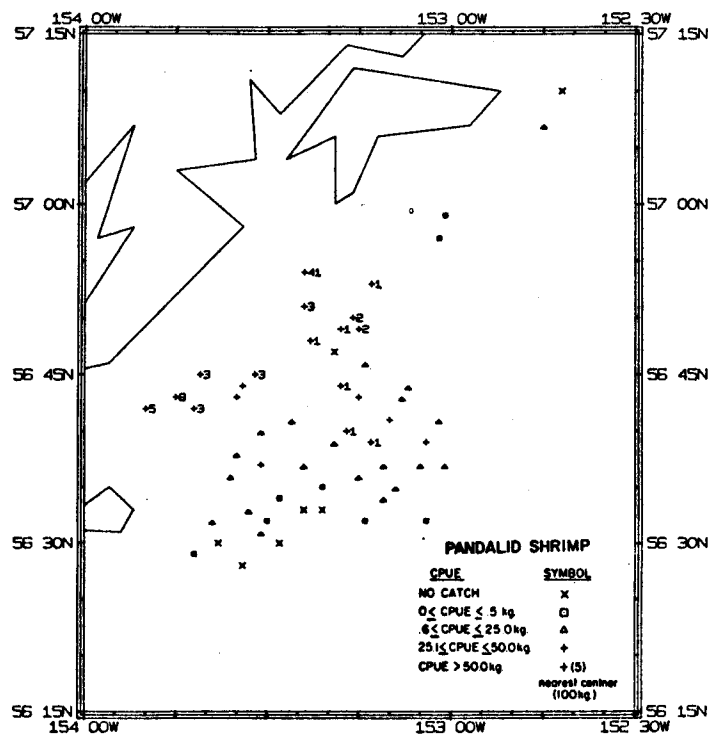 154 00W 153 00W 152 30W
57 15N 57 15N
57 00N 57 00N
+41
+1
+3
+2
+1 +2
+1
56 45N +3 +3 56 45N
+1
+5
+3
+1
+1
56 30N 56 30N
PANDALID SHRIMP
CPUE SYMBOL
NO CATCH x
0≤ CPUE ≤ .5 kg.
.6≤ CPUE ≤ 25.0kg. △
25.1≤CPUE ≤50.0kg. +
CPUE > 50.0kg. +(5)
nearest centner
(100kg.)
56 15N 56 15N
154 00W 153 00W 152 30W